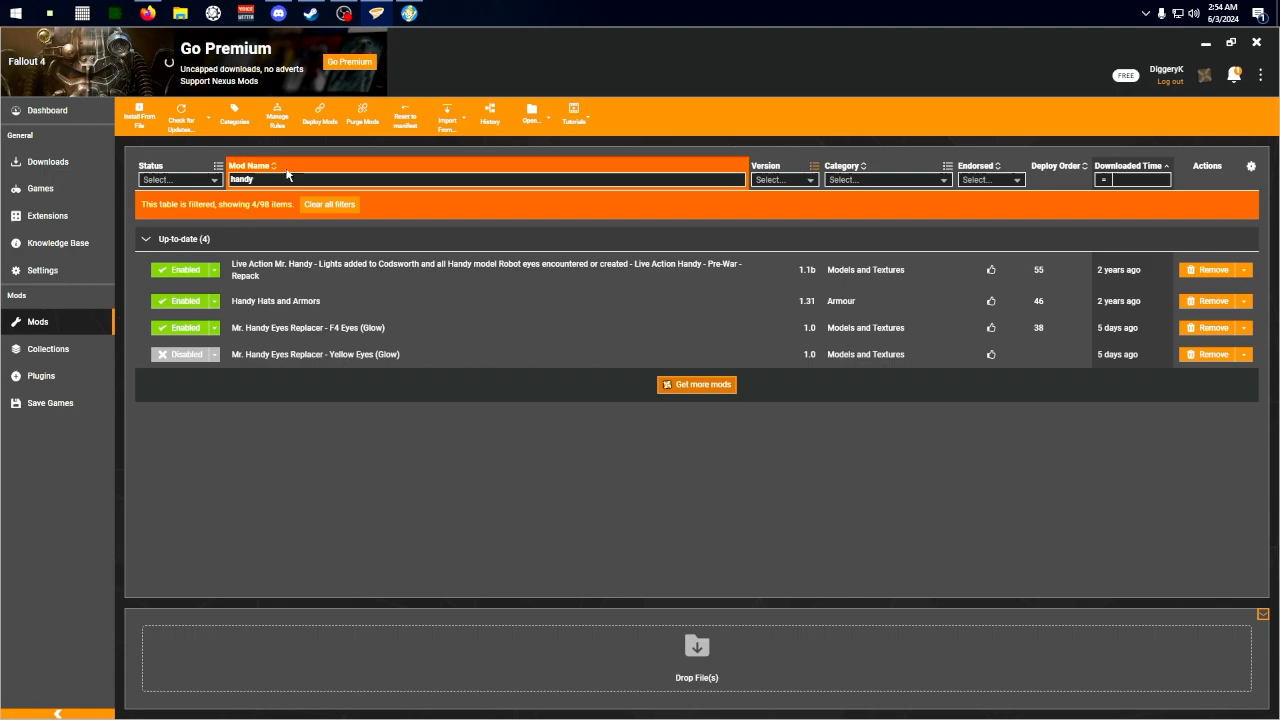 2:54 AM
6/3/2024
Fallout 4
Go Premium
Uncapped downloads, no adverts
Support Nexus Mods
Go Premium
FREE
DiggeryK
Log out
Install From File
Check for Updates...
Categories
Manage Rules
Deploy Mods
Purge Mods
Reset to manifest
Import From...
History
Open...
Tutorials
Dashboard
General
Downloads
Games
Extensions
Knowledge Base
Settings
Mods
Mods
Collections
Plugins
Save Games
Status
Mod Name
Version
Category
Endorsed
Deploy Order
Downloaded Time
Actions
Select...
handy
Select...
Select...
Select...
=
This table is filtered, showing 4/98 items. Clear all filters
Up-to-date (4)
Enabled Live Action Mr. Handy - Lights added to Codsworth and all Handy model Robot eyes encountered or created - Live Action Handy - Pre-War -
Repack 1.1b Models and Textures 55 2 years ago Remove
Enabled Handy Hats and Armors 1.31 Armour 46 2 years ago Remove
Enabled Mr. Handy Eyes Replacer - F4 Eyes (Glow) 1.0 Models and Textures 38 5 days ago Remove
Disabled Mr. Handy Eyes Replacer - Yellow Eyes (Glow) 1.0 Models and Textures 5 days ago Remove
Get more mods
Drop File(s)